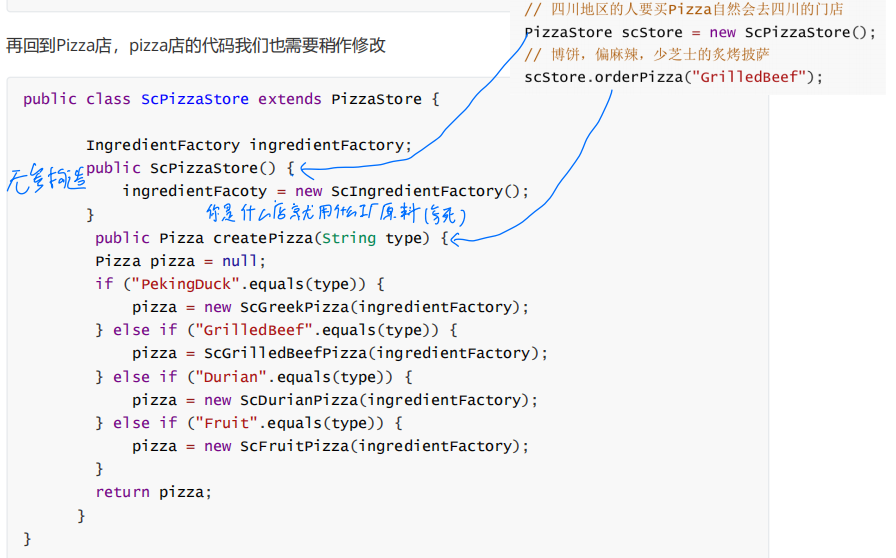 // 四川地区的人要买Pizza自然会去四川的门店
PizzaStore scStore = new ScPizzaStore();
// 博饼，偏麻辣，少芝士的炙烤披萨
scStore.orderPizza("GrilledBeef");
再回到Pizza店，pizza店的代码我们也需要稍作修改
public class ScPizzaStore extends PizzaStore {
IngredientFactory ingredientFactory;
无参构造
public ScPizzaStore() {
ingredientFacoty = new ScIngredientFactory();
}
你是什么店就用什么厂原料(写死)
public Pizza createPizza(String type) {
Pizza pizza = null;
if ("PekingDuck".equals(type)) {
pizza = new ScGreekPizza(ingredientFactory);
} else if ("GrilledBeef".equals(type)) {
pizza = ScGrilledBeefPizza(ingredientFactory);
} else if ("Durian".equals(type)) {
pizza = new ScDurianPizza(ingredientFactory);
} else if ("Fruit".equals(type)) {
pizza = new ScFruitPizza(ingredientFactory);
}
return pizza;
}
}